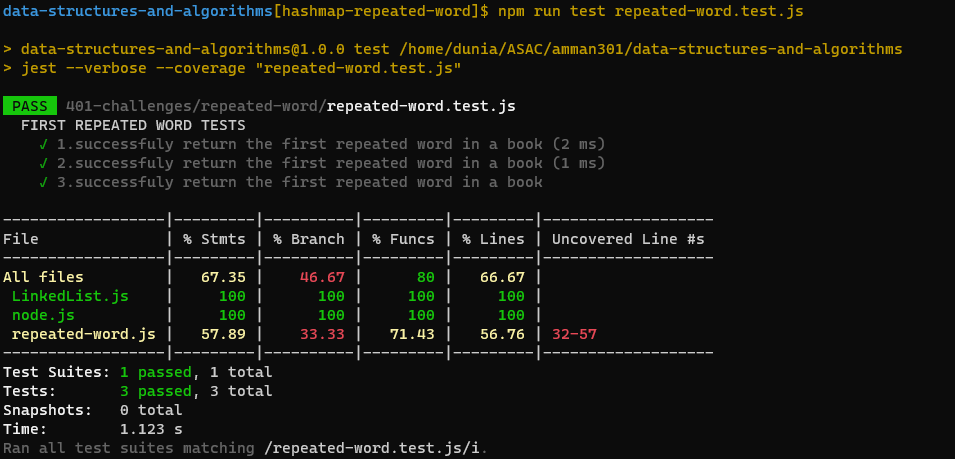 data-structures-and-algorithms[hashmap-repeated-word]$ npm run test repeated-word.test.js
> data-structures-and-algorithms@1.0.0 test /home/dunia/ASAC/amman301/data-structures-and-algorithms
> jest --verbose --coverage "repeated-word.test.js"
PASS 401-challenges/repeated-word/repeated-word.test.js
FIRST REPEATED WORD TESTS
√ 1.successfuly return the first repeated word in a book (2 ms)
√ 2.successfuly return the first repeated word in a book (1 ms)
√ 3.successfuly return the first repeated word in a book
------------------|---------|----------|---------|---------|-------------------
File              | % Stmts | % Branch | % Funcs | % Lines | Uncovered Line #s
------------------|---------|----------|---------|---------|-------------------
All files         |   67.35 |    46.67 |      80 |   66.67 |
 LinkedList.js    |     100 |      100 |     100 |     100 |
 node.js          |     100 |      100 |     100 |     100 |
 repeated-word.js |   57.89 |    33.33 |   71.43 |   56.76 | 32-57
------------------|---------|----------|---------|---------|-------------------
Test Suites: 1 passed, 1 total
Tests:       3 passed, 3 total
Snapshots:   0 total
Time:        1.123 s
Ran all test suites matching /repeated-word.test.js/i.